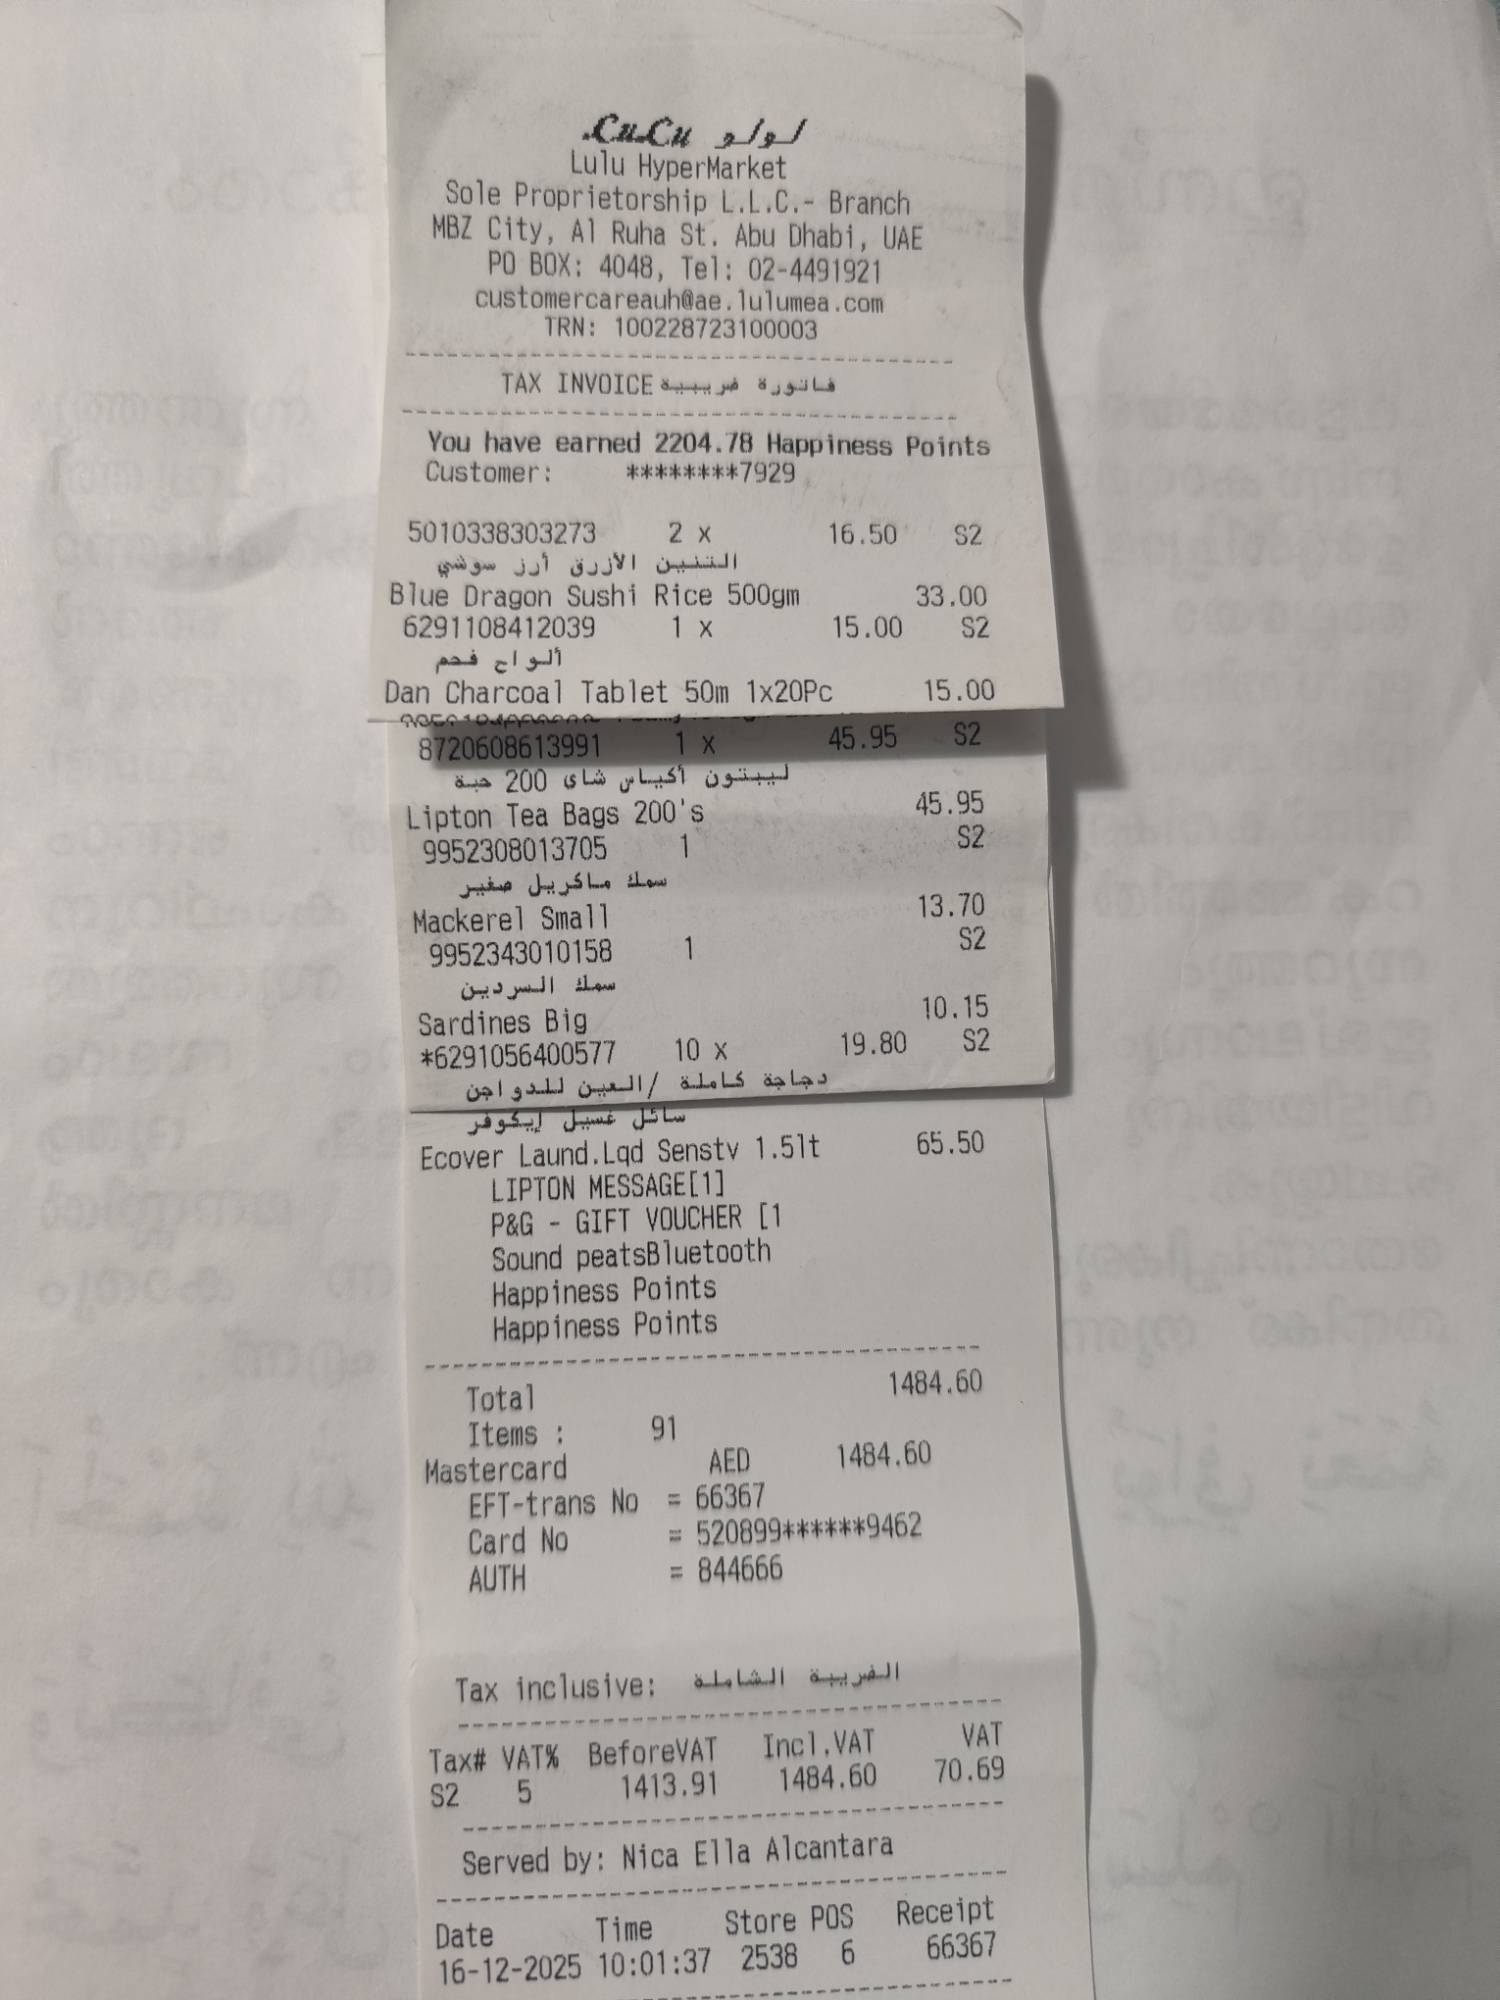 LuLu لولو
Lulu HyperMarket
Sole Proprietorship L.L.C.- Branch
MBZ City, Al Ruha St. Abu Dhabi, UAE
PO BOX: 4048, Tel: 02-4491921
customercareauh@ae.lulumea.com
TRN: 100228723100003
TAX INVOICE فاتورة ضريبية
You have earned 2204.78 Happiness Points
Customer: ********7929
5010338303273 2 x 16.50 S2
التنين الأزرق أرز سوشي
Blue Dragon Sushi Rice 500gm 33.00
6291108412039 1 x 15.00 S2
ألواح فحم
Dan Charcoal Tablet 50m 1x20Pc 15.00
8720608613991 1 x 45.95 S2
ليبتون أكياس شاى 200 حبة
Lipton Tea Bags 200's 45.95
9952308013705 1 S2
سمك ماكريل صغير
Mackerel Small 13.70
9952343010158 1 S2
سمك السردين
Sardines Big 10.15
*6291056400577 10 x 19.80 S2
دجاجة كاملة /العين للدواجن
سائل غسيل إيكوفر
Ecover Laund.Lqd Senstv 1.5lt 65.50
LIPTON MESSAGE[1]
P&G - GIFT VOUCHER [1
Sound peatsBluetooth
Happiness Points
Happiness Points
Total 1484.60
Items : 91
Mastercard AED 1484.60
EFT-trans No = 66367
Card No = 520899******9462
AUTH = 844666
Tax inclusive: الضريبة الشاملة
Tax# VAT% BeforeVAT Incl.VAT VAT
S2 5 1413.91 1484.60 70.69
Served by: Nica Ella Alcantara
Date Time Store POS Receipt
16-12-2025 10:01:37 2538 6 66367